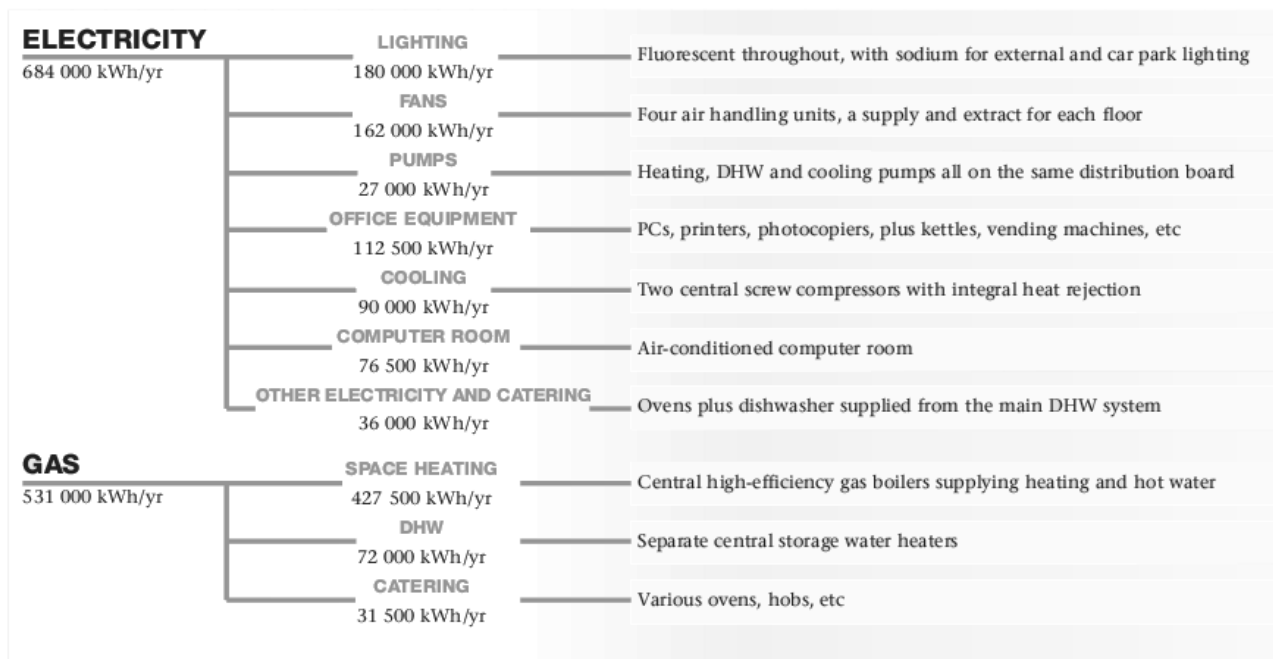 ELECTRICITY
684 000 kWh/yr
LIGHTING
180 000 kWh/yr
Fluorescent throughout, with sodium for external and car park lighting
FANS
162 000 kWh/yr
Four air handling units, a supply and extract for each floor
PUMPS
27 000 kWh/yr
Heating, DHW and cooling pumps all on the same distribution board
OFFICE EQUIPMENT
112 500 kWh/yr
PCs, printers, photocopiers, plus kettles, vending machines, etc
COOLING
90 000 kWh/yr
Two central screw compressors with integral heat rejection
COMPUTER ROOM
76 500 kWh/yr
Air-conditioned computer room
OTHER ELECTRICITY AND CATERING
36 000 kWh/yr
Ovens plus dishwasher supplied from the main DHW system
GAS
531 000 kWh/yr
SPACE HEATING
427 500 kWh/yr
Central high-efficiency gas boilers supplying heating and hot water
DHW
72 000 kWh/yr
Separate central storage water heaters
CATERING
31 500 kWh/yr
Various ovens, hobs, etc